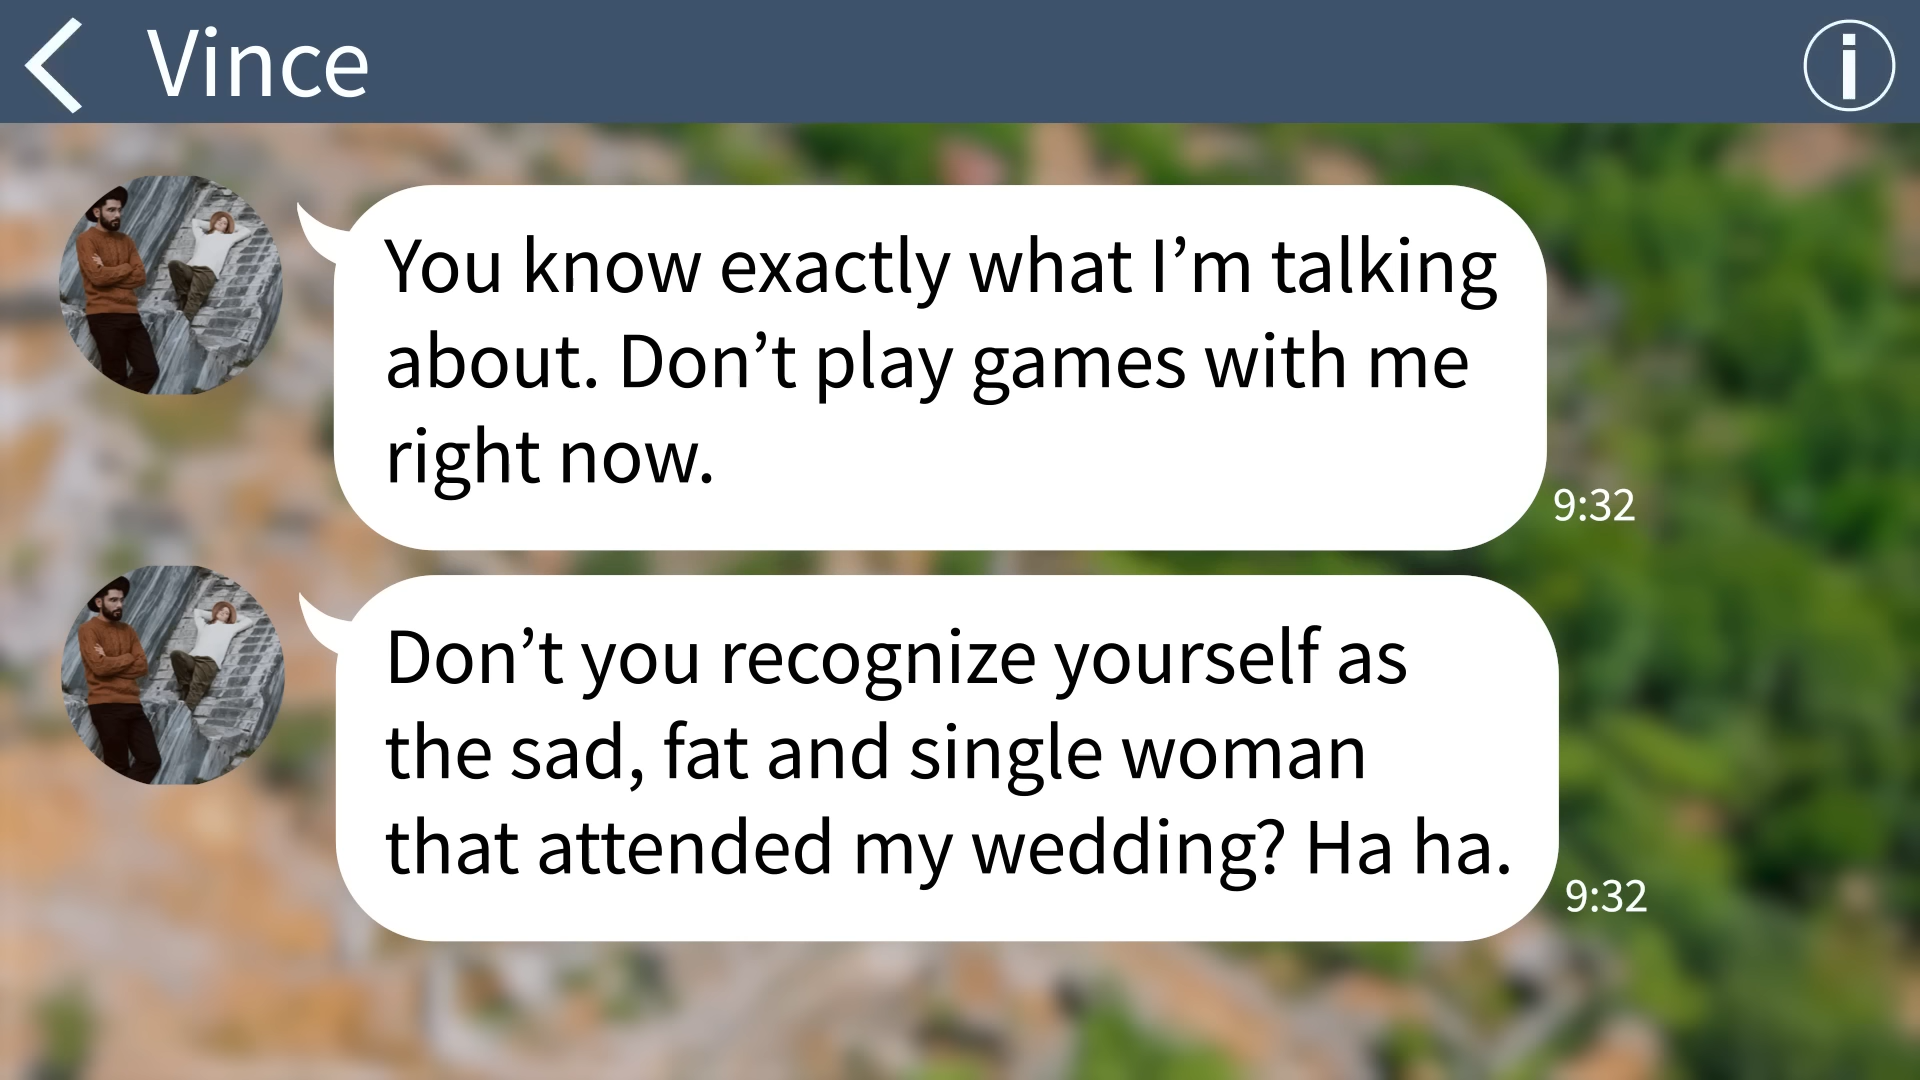 Vince
You know exactly what I’m talking
about. Don’t play games with me
right now.
9:32
Don’t you recognize yourself as
the sad, fat and single woman
that attended my wedding? Ha ha.
9:32